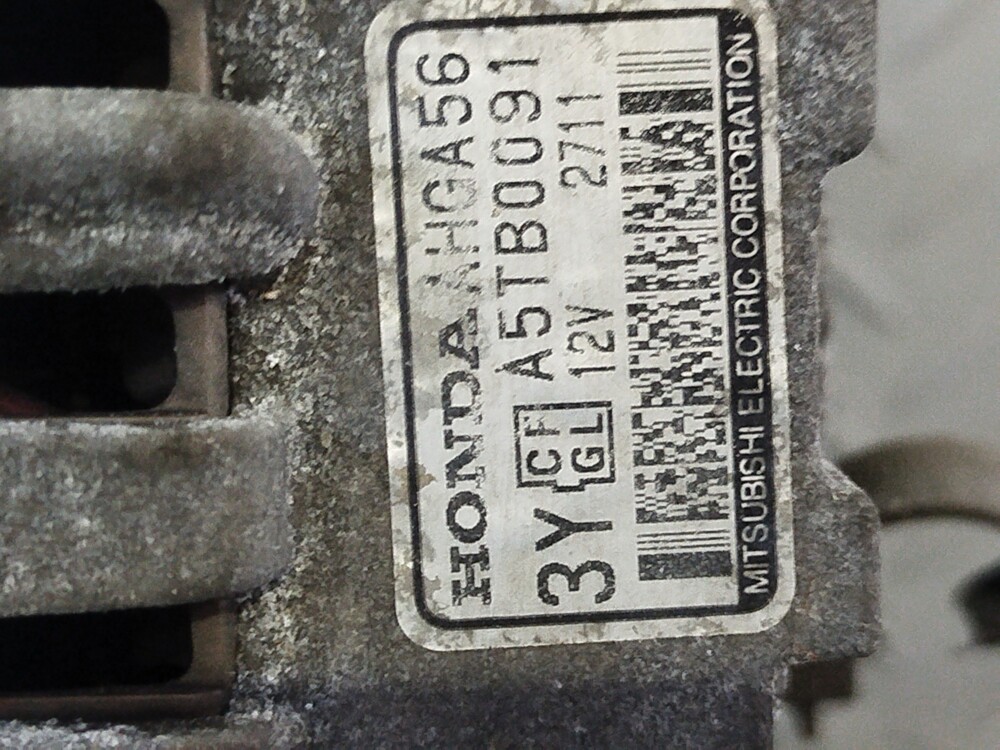 HONDA AHGA56
3Y CF A5TB0091
GL 12V 2711
MITSUBISHI ELECTRIC CORPORATION